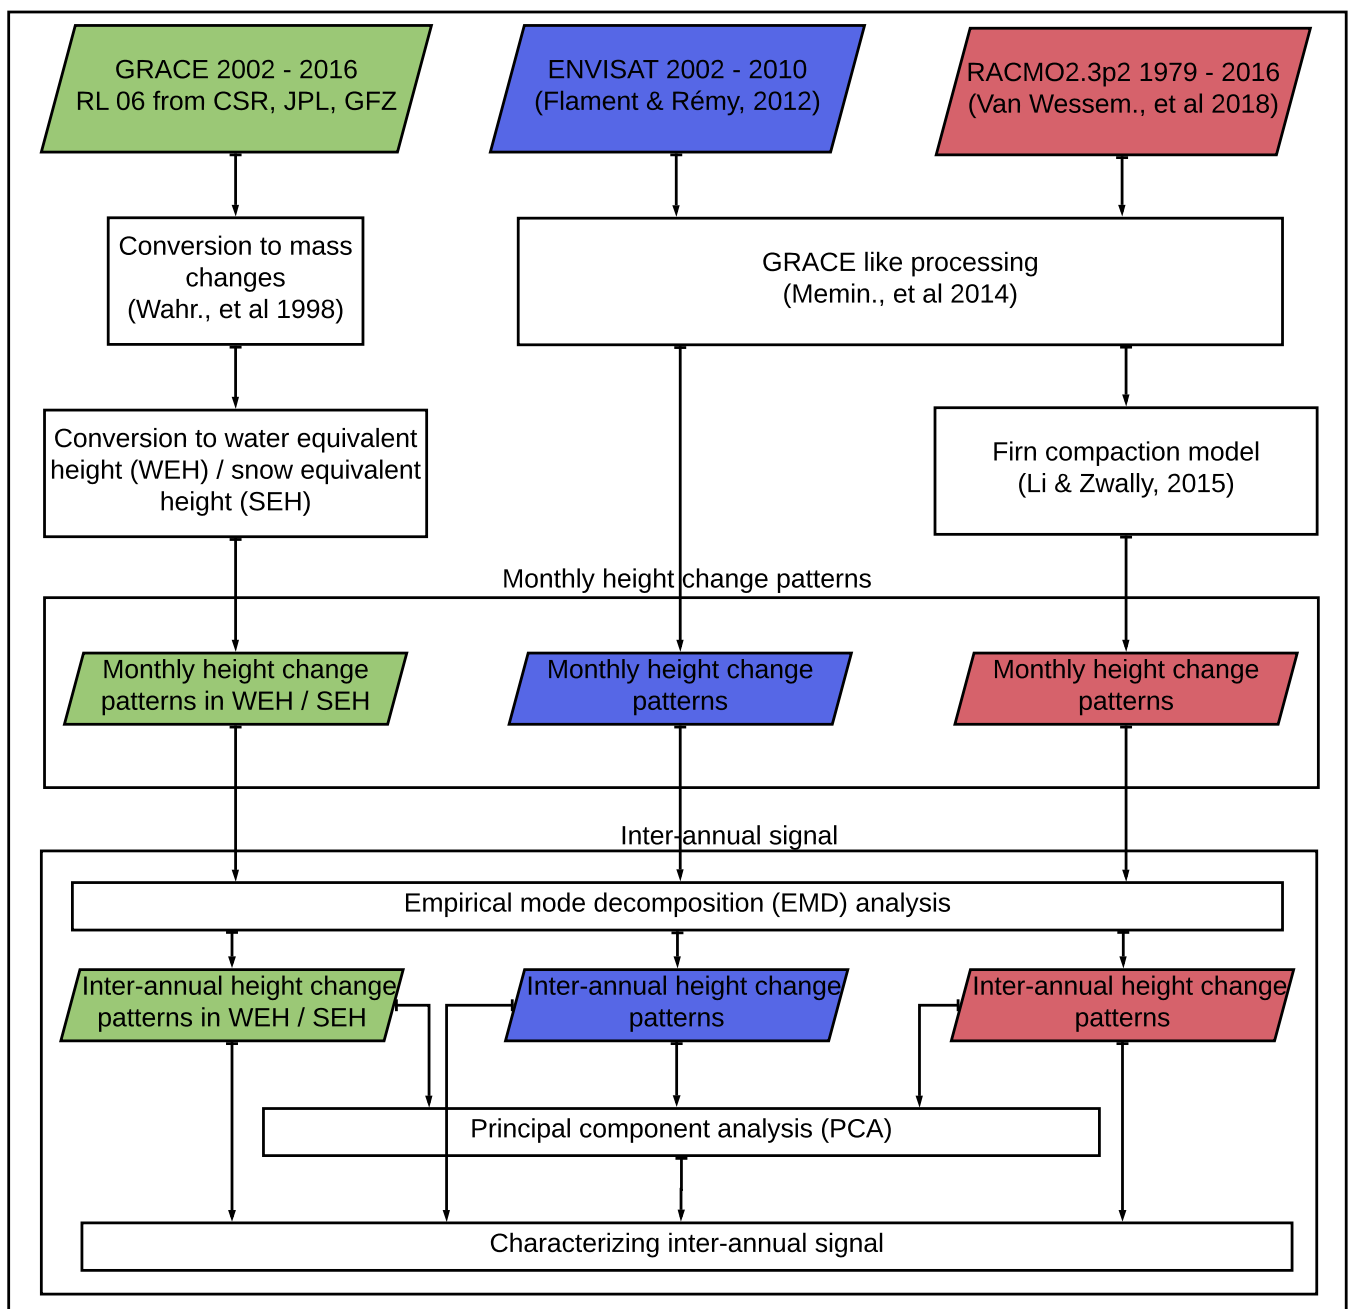 GRACE 2002 - 2016
RL 06 from CSR, JPL, GFZ
ENVISAT 2002 - 2010
(Flament & Rémy, 2012)
RACMO2.3p2 1979 - 2016
(Van Wessem., et al 2018)
Conversion to mass
changes
(Wahr., et al 1998)
GRACE like processing
(Memin., et al 2014)
Conversion to water equivalent
height (WEH) / snow equivalent
height (SEH)
Firn compaction model
(Li & Zwally, 2015)
Monthly height change patterns
Monthly height change
patterns in WEH / SEH
Monthly height change
patterns
Monthly height change
patterns
Inter-annual signal
Empirical mode decomposition (EMD) analysis
Inter-annual height change
patterns in WEH / SEH
Inter-annual height change
patterns
Inter-annual height change
patterns
Principal component analysis (PCA)
Characterizing inter-annual signal